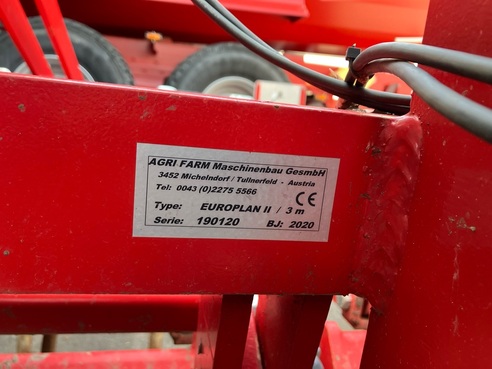 AGRI FARM Maschinenbau GesmbH
3452 Michelndorf / Tullnerfeld - Austria
Tel: 0043 (0)2275 5566
CE
Type: EUROPLAN II / 3 m
Serie: 190120 BJ: 2020